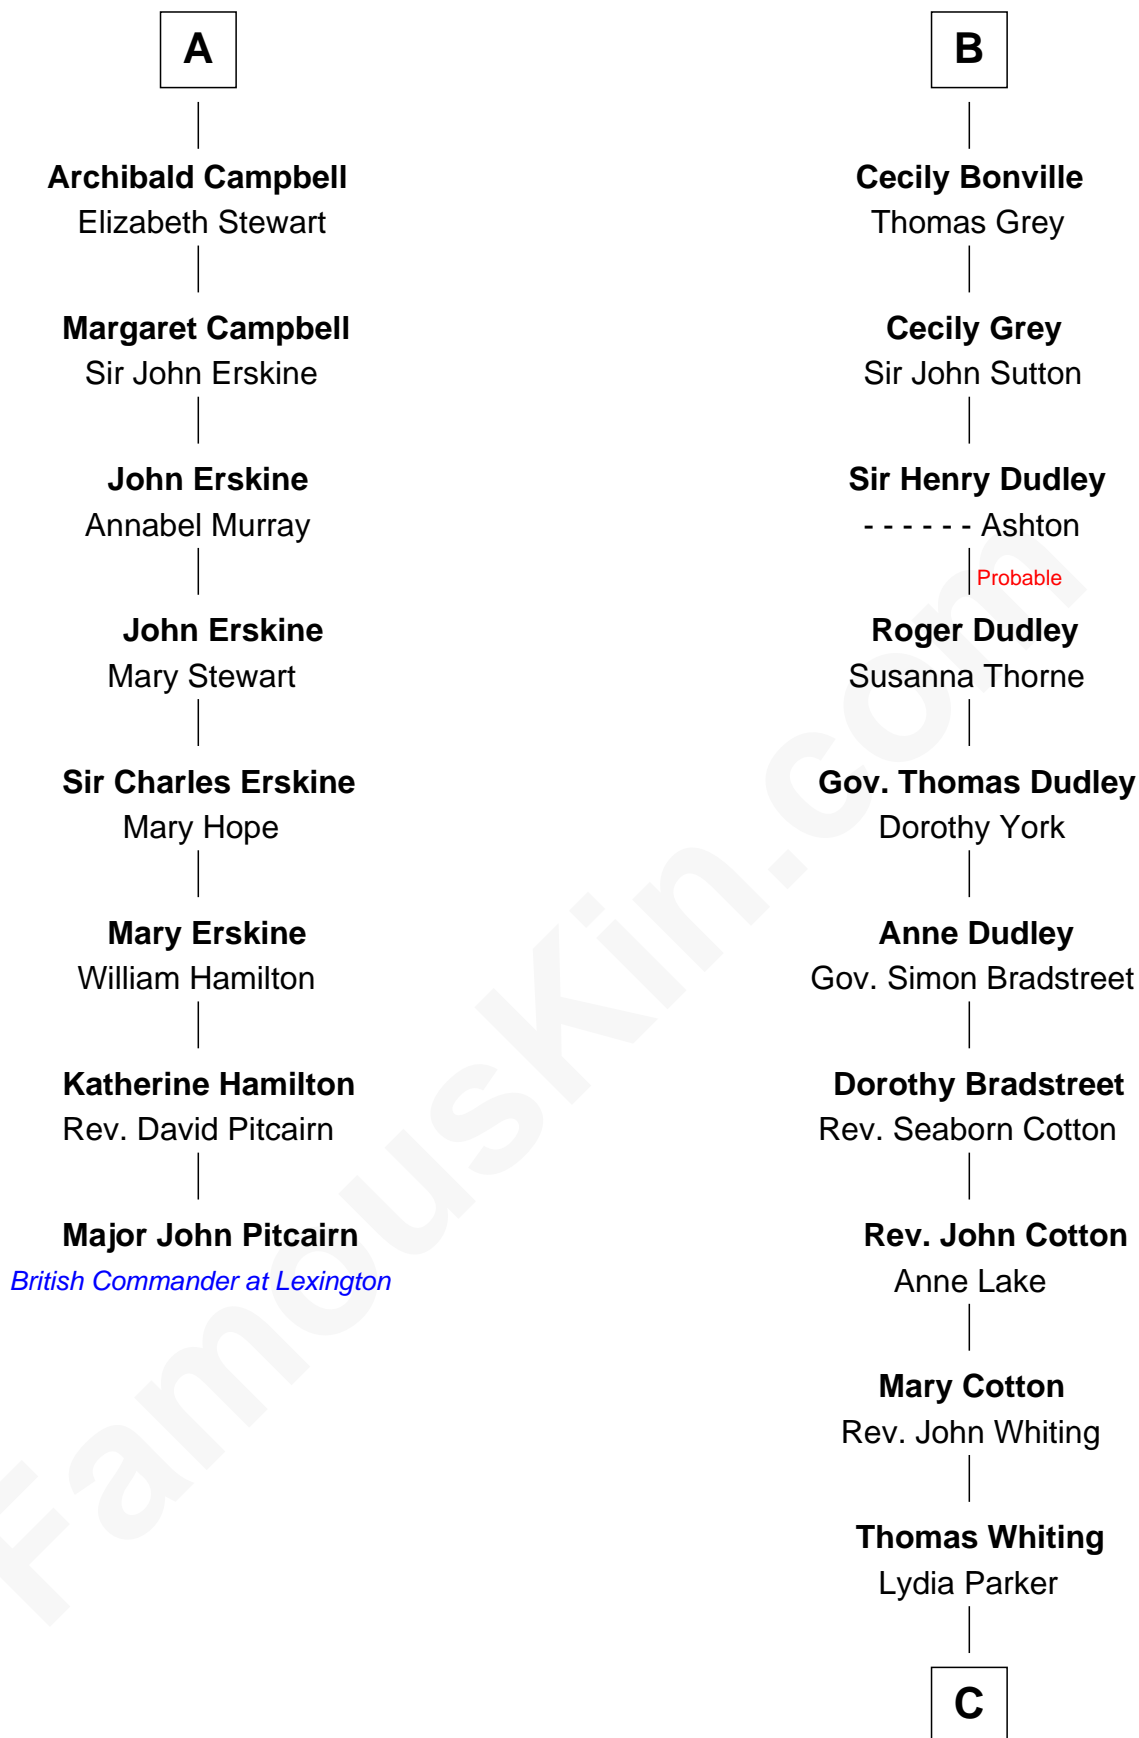 A
Archibald Campbell
Elizabeth Stewart
Margaret Campbell
Sir John Erskine
John Erskine
Annabel Murray
John Erskine
Mary Stewart
Sir Charles Erskine
Mary Hope
Mary Erskine
William Hamilton
Katherine Hamilton
Rev. David Pitcairn
Major John Pitcairn
British Commander at Lexington
B
Cecily Bonville
Thomas Grey
Cecily Grey
Sir John Sutton
Sir Henry Dudley
- - - - - - Ashton
Probable
Roger Dudley
Susanna Thorne
Gov. Thomas Dudley
Dorothy York
Anne Dudley
Gov. Simon Bradstreet
Dorothy Bradstreet
Rev. Seaborn Cotton
Rev. John Cotton
Anne Lake
Mary Cotton
Rev. John Whiting
Thomas Whiting
Lydia Parker
C
FamousKin.com